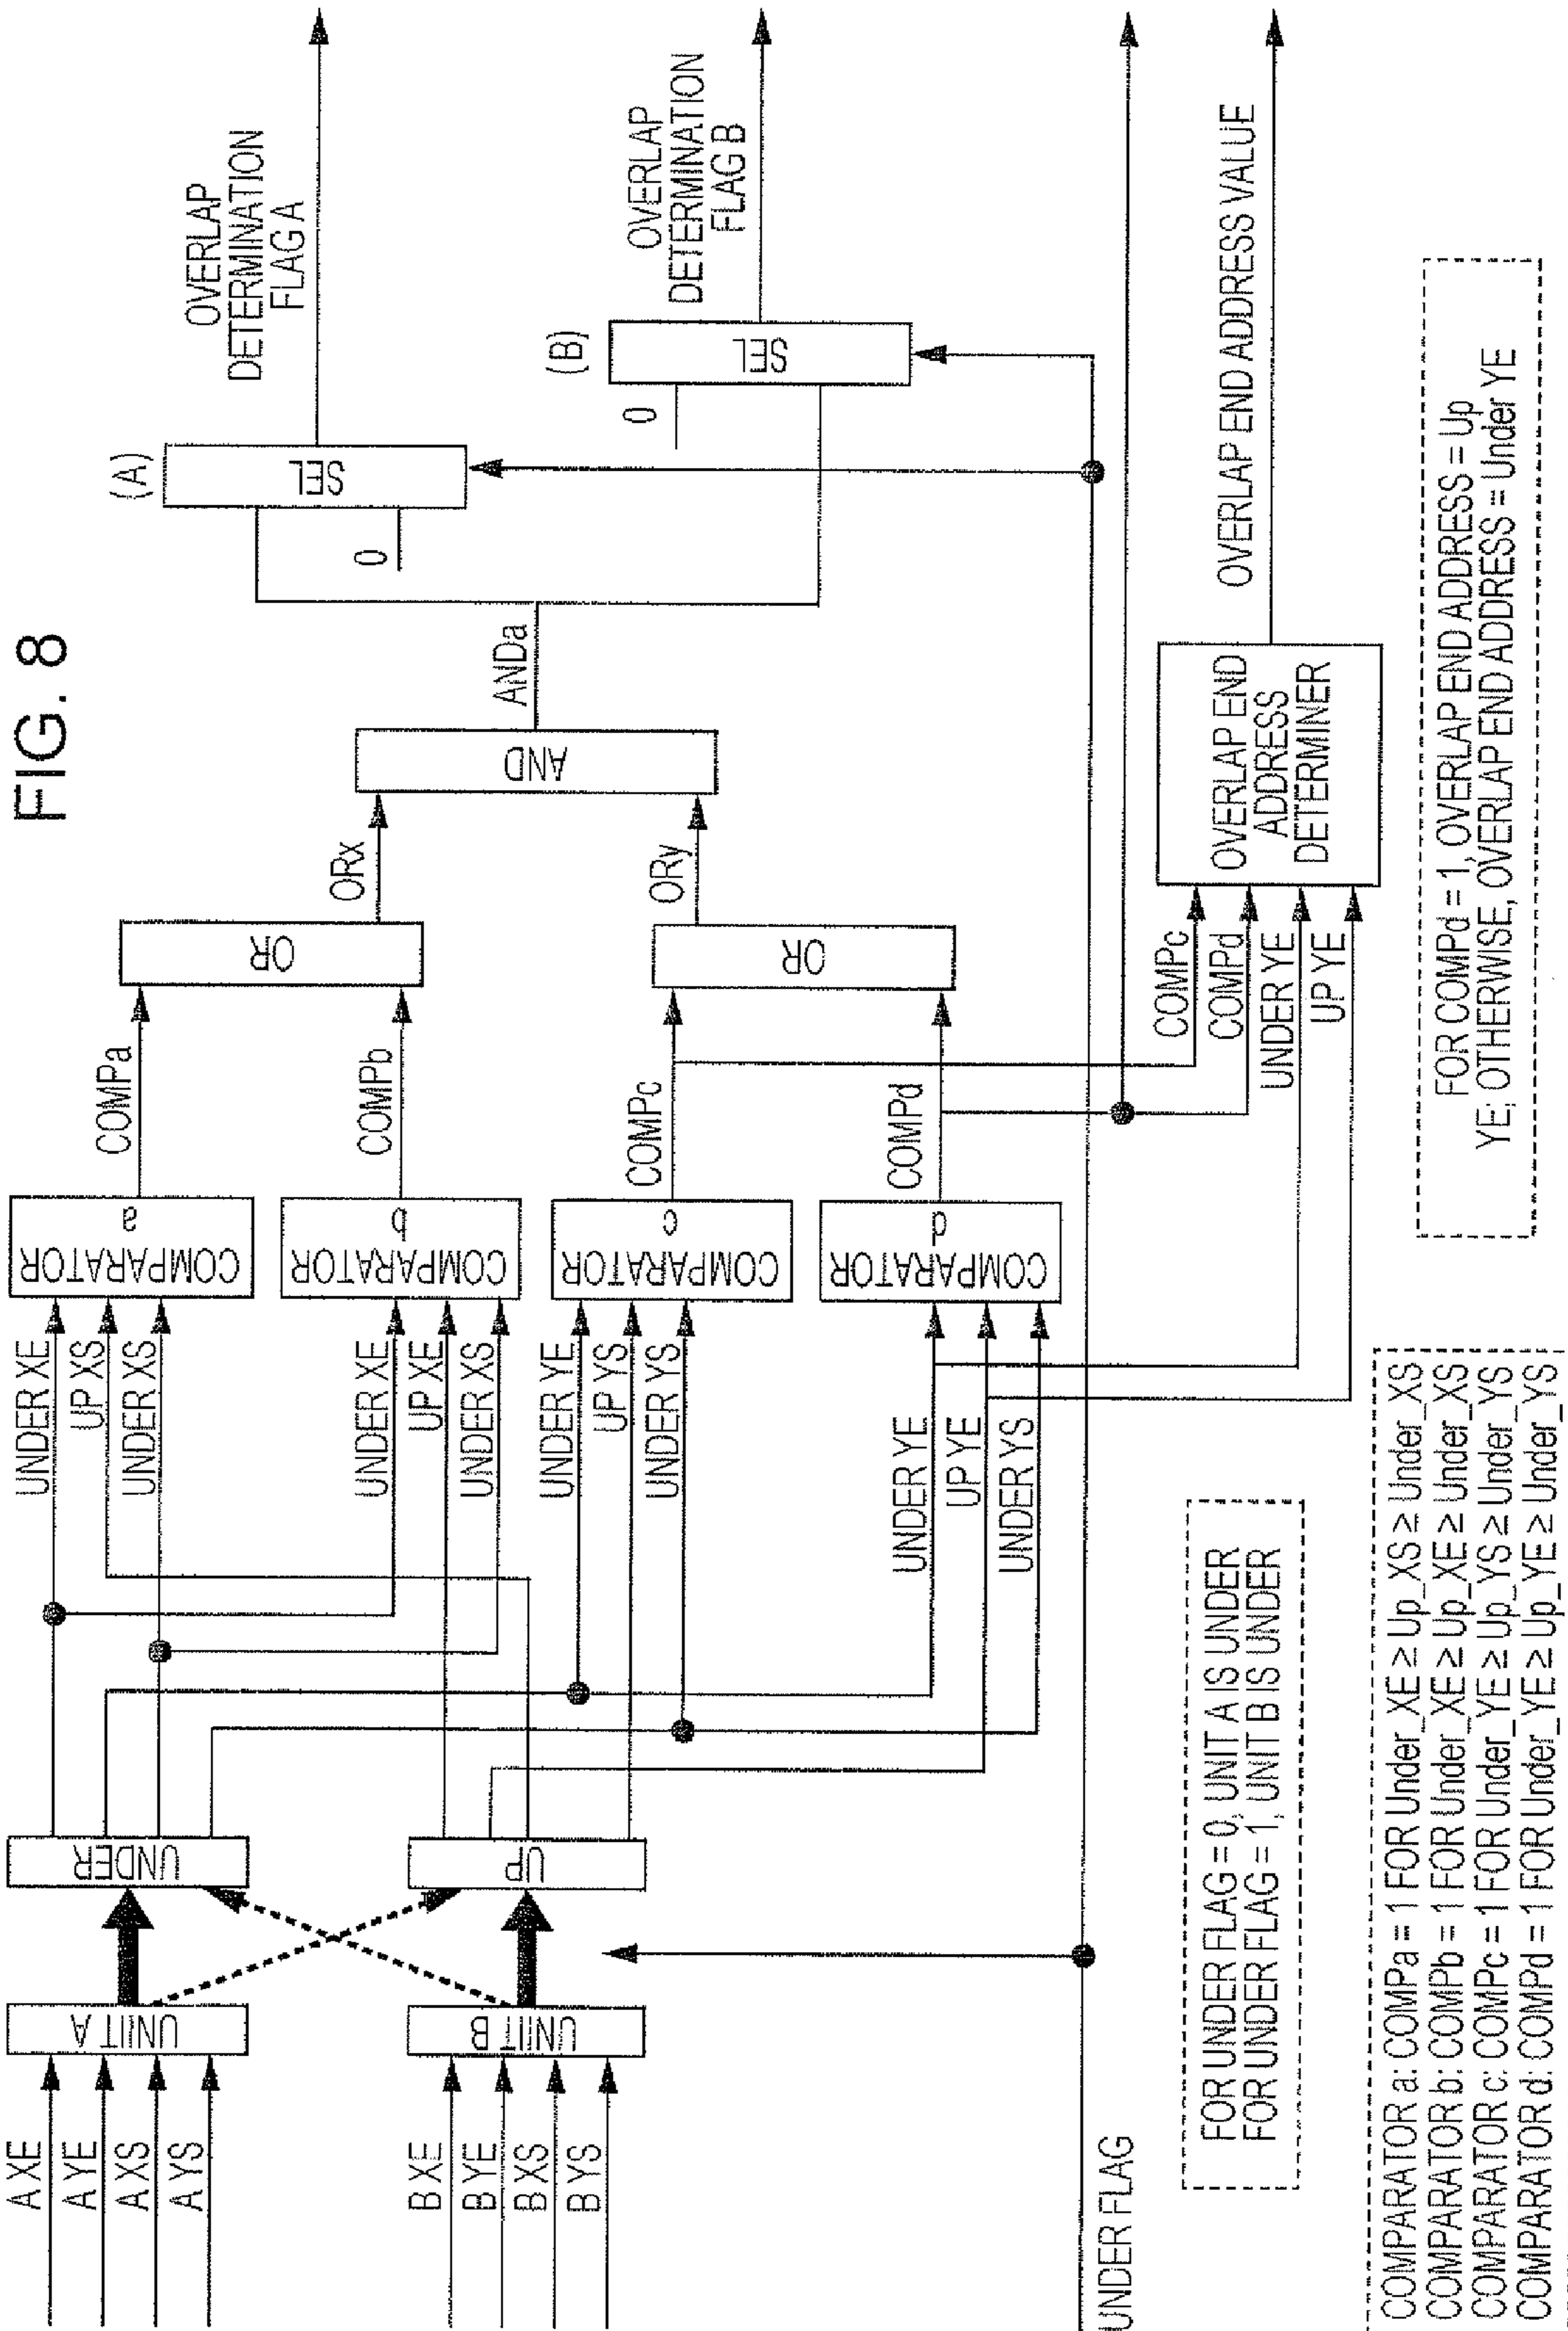 FIG. 8
A XE
A YE
A XS
A YS
B XE
B YE
B XS
B YS
UNIT A
UNIT B
UNDER
UP
UNDER FLAG
UNDER XE
UP XS
UNDER XS
UNDER XE
UP XE
UNDER XS
UNDER YE
UP YS
UNDER YS
UNDER YE
UP YE
UNDER YS
COMPARATOR
a
COMPARATOR
b
COMPARATOR
c
COMPARATOR
d
COMPa
COMPb
COMPc
COMPd
OR
OR
ORx
ORy
AND
ANDa
(A)
SEL
0
(B)
SEL
0
OVERLAP
DETERMINATION
FLAG A
OVERLAP
DETERMINATION
FLAG B
COMPc
COMPd
UNDER YE
UP YE
OVERLAP END
ADDRESS
DETERMINER
OVERLAP END ADDRESS VALUE
FOR UNDER FLAG = 0, UNIT A IS UNDER
FOR UNDER FLAG = 1, UNIT B IS UNDER
FOR COMPd = 1, OVERLAP END ADDRESS = Up
YE; OTHERWISE, OVERLAP END ADDRESS = Under YE
COMPARATOR a: COMPa = 1 FOR Under_XE ≥ Up_XS ≥ Under_XS
COMPARATOR b: COMPb = 1 FOR Under_XE ≥ Up_XE ≥ Under_XS
COMPARATOR c: COMPc = 1 FOR Under_YE ≥ Up_YS ≥ Under_YS
COMPARATOR d: COMPd = 1 FOR Under_YE ≥ Up_YE ≥ Under_YS